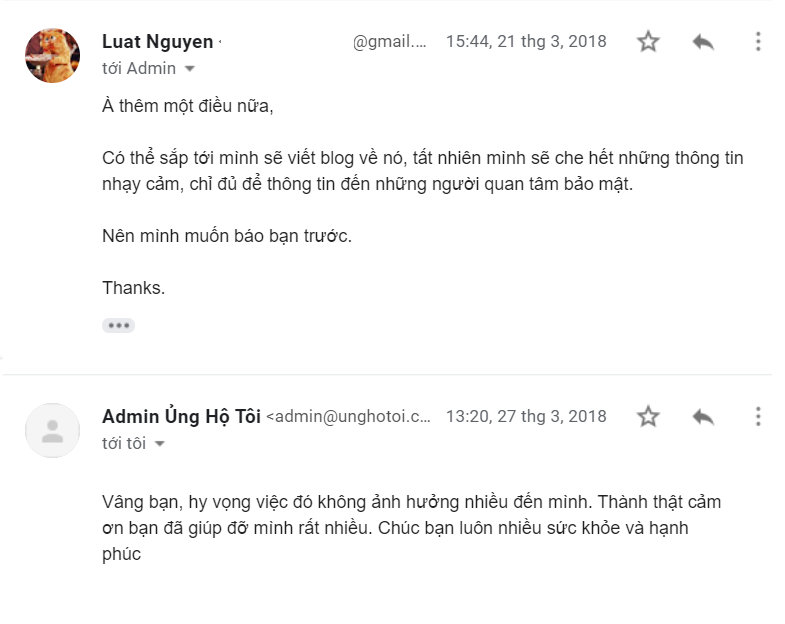 Luat Nguyen · @gmail.... 15:44, 21 thg 3, 2018
tới Admin
À thêm một điều nữa,
Có thể sắp tới mình sẽ viết blog về nó, tất nhiên mình sẽ che hết những thông tin
nhạy cảm, chỉ đủ để thông tin đến những người quan tâm bảo mật.
Nên mình muốn báo bạn trước.
Thanks.
Admin Ủng Hộ Tôi <admin@unghotoi.c... 13:20, 27 thg 3, 2018
tới tôi
Vâng bạn, hy vọng việc đó không ảnh hưởng nhiều đến mình. Thành thật cảm
ơn bạn đã giúp đỡ mình rất nhiều. Chúc bạn luôn nhiều sức khỏe và hạnh
phúc